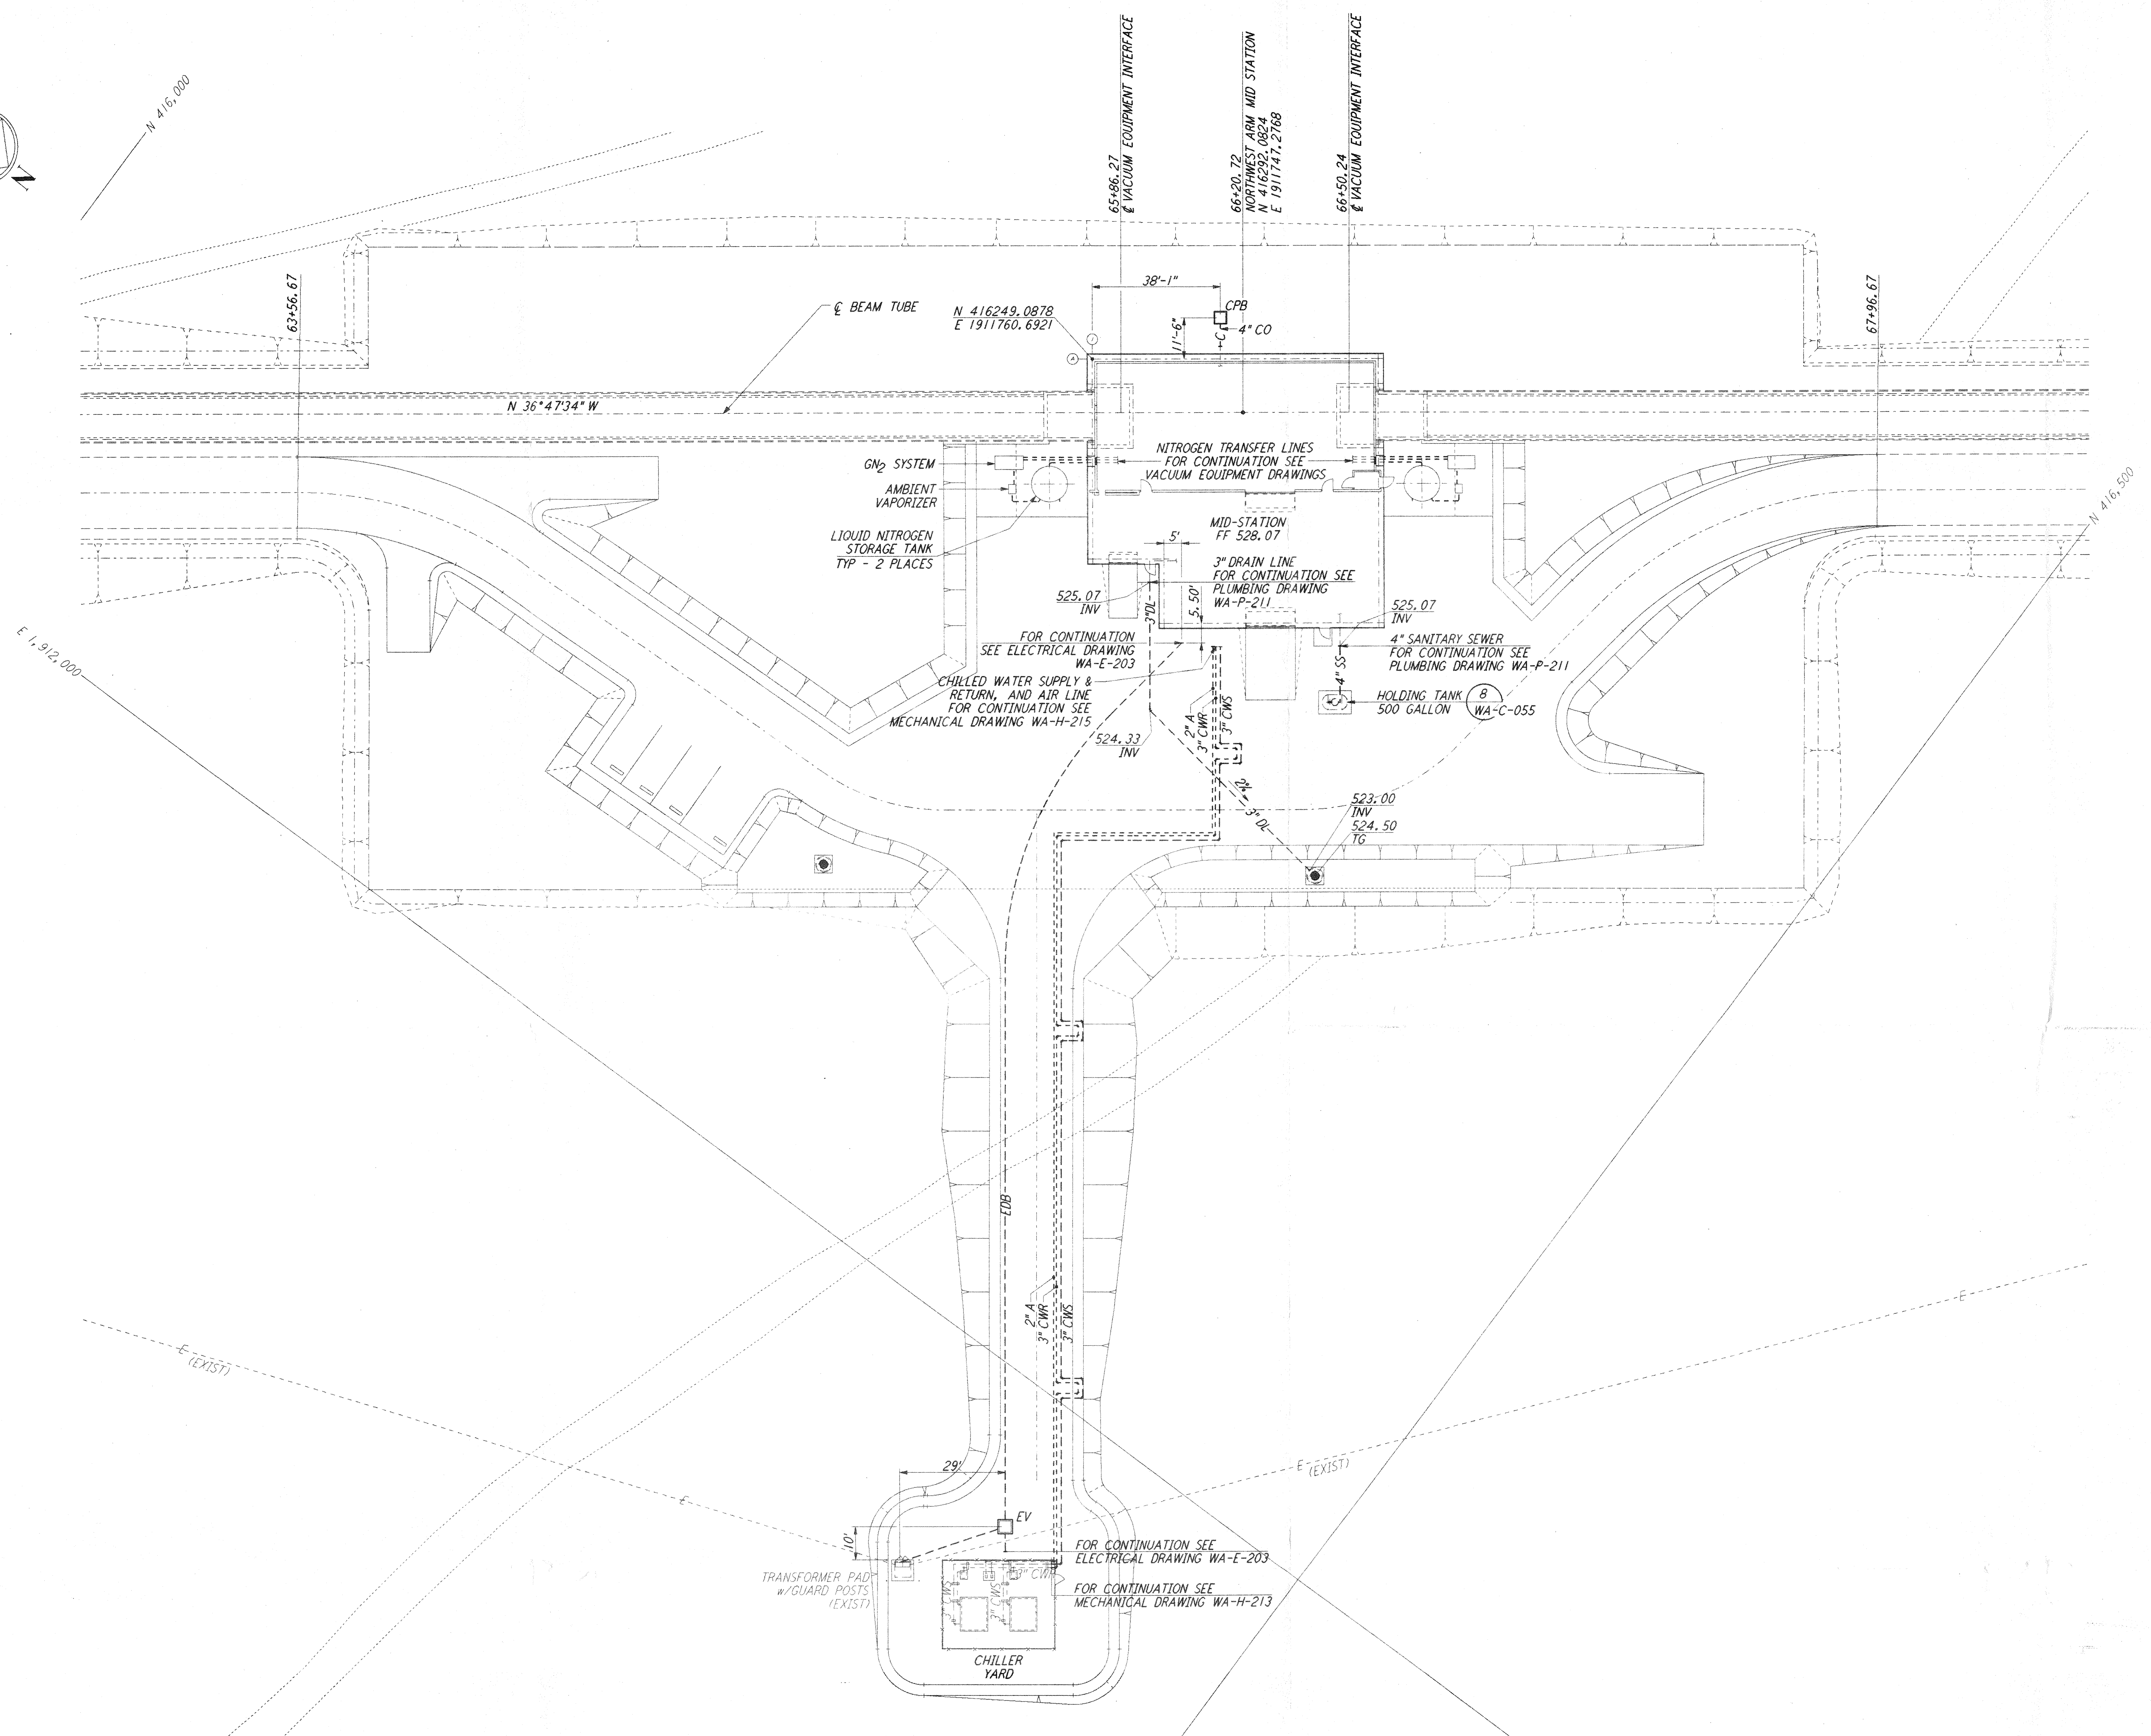 N 416,000
N
65+86.27
℄ VACUUM EQUIPMENT INTERFACE
66+20.72
NORTHWEST ARM MID STATION
N 416292.0824
E 1911747.2768
66+50.24
℄ VACUUM EQUIPMENT INTERFACE
63+56.67
℄ BEAM TUBE
N 416249.0878
E 1911760.6921
38'-1"
CPB
11'-6"
C
4" CO
1
A
67+96.67
N 36°47'34" W
NITROGEN TRANSFER LINES
FOR CONTINUATION SEE
VACUUM EQUIPMENT DRAWINGS
GN2 SYSTEM
AMBIENT
VAPORIZER
LIQUID NITROGEN
STORAGE TANK
TYP - 2 PLACES
N 416,500
MID-STATION
FF 528.07
5'
3" DRAIN LINE
FOR CONTINUATION SEE
PLUMBING DRAWING
WA-P-211
525.07
INV
3"DL
5.50'
525.07
INV
FOR CONTINUATION
SEE ELECTRICAL DRAWING
WA-E-203
4" SANITARY SEWER
FOR CONTINUATION SEE
PLUMBING DRAWING WA-P-211
4" SS
E 1,912,000
CHILLED WATER SUPPLY &
RETURN, AND AIR LINE
FOR CONTINUATION SEE
MECHANICAL DRAWING WA-H-215
2" A
3" CWR
3" CWS
HOLDING TANK
500 GALLON
8
WA-C-055
S
524.33
INV
2%
3" DL
523.00
INV
524.50
TG
EDB
2" A
3" CWR
3" CWS
E
(EXIST)
E
E
(EXIST)
E
29'
EV
10'
FOR CONTINUATION SEE
ELECTRICAL DRAWING WA-E-203
TRANSFORMER PAD
w/GUARD POSTS
(EXIST)
3" CWR
3" CWS
3" CWS
FOR CONTINUATION SEE
MECHANICAL DRAWING WA-H-213
CHILLER
YARD